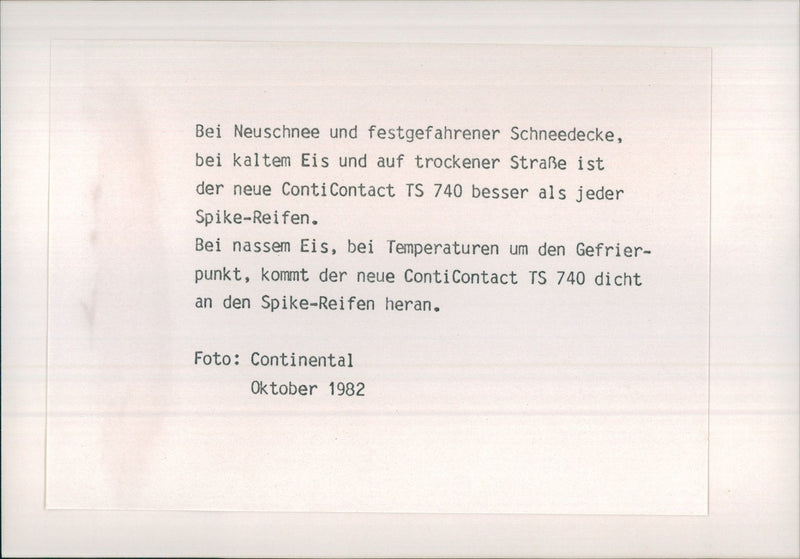 Bei Neuschnee und festgefahrener Schneedecke,
bei kaltem Eis und auf trockener Straße ist
der neue ContiContact TS 740 besser als jeder
Spike-Reifen.
Bei nassem Eis, bei Temperaturen um den Gefrier-
punkt, kommt der neue ContiContact TS 740 dicht
an den Spike-Reifen heran.
Foto: Continental
Oktober 1982